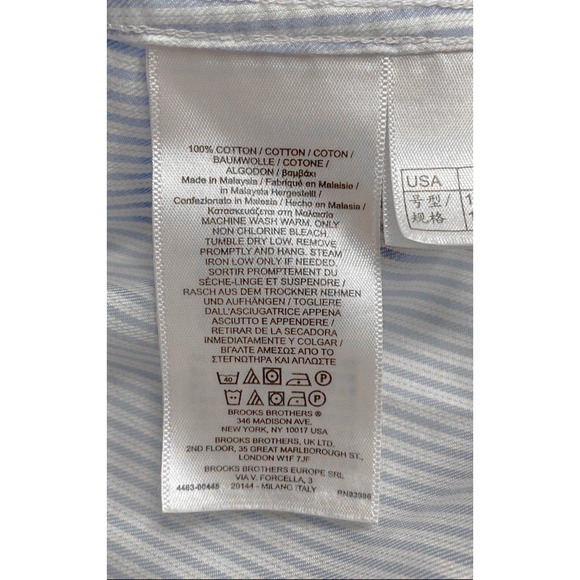 100% COTTON / COTTON / COTON /
BAUMWOLLE / COTONE /
ALGODON / βαμβάκι
Made in Malaysia / Fabriqué en Malaisie /
in Malaysia Hergestellt /
Confezionato in Malesia / Hecho en Malasia /
Κατασκευάζεται στη Μαλαισία
MACHINE WASH WARM. ONLY
NON CHLORINE BLEACH.
TUMBLE DRY LOW. REMOVE
PROMPTLY AND HANG. STEAM
IRON LOW ONLY IF NEEDED.
SORTIR PROMPTEMENT DU
SÈCHE-LINGE ET SUSPENDRE /
RASCH AUS DEM TROCKNER NEHMEN
UND AUFHÄNGEN / TOGLIERE
DALL'ASCIUGATRICE APPENA
ASCIUTTO E APPENDERE /
RETIRAR DE LA SECADORA
INMEDIATAMENTE Y COLGAR /
ΒΓΑΛΤΕ ΑΜΕΣΩΣ ΑΠΟ ΤΟ
ΣΤΕΓΝΩΤΗΡΑ ΚΑΙ ΑΠΛΩΣΤΕ
40 P
P
BROOKS BROTHERS ®
346 MADISON AVE.
NEW YORK, NY 10017 USA
BROOKS BROTHERS, UK LTD.
2ND FLOOR, 35 GREAT MARLBOROUGH ST.
LONDON W1F 7JF
BROOKS BROTHERS EUROPE SRL
VIA V. FORCELLA, 3
4463-00445 20144 - MILANO ITALY RN93996
USA
号型/
规格